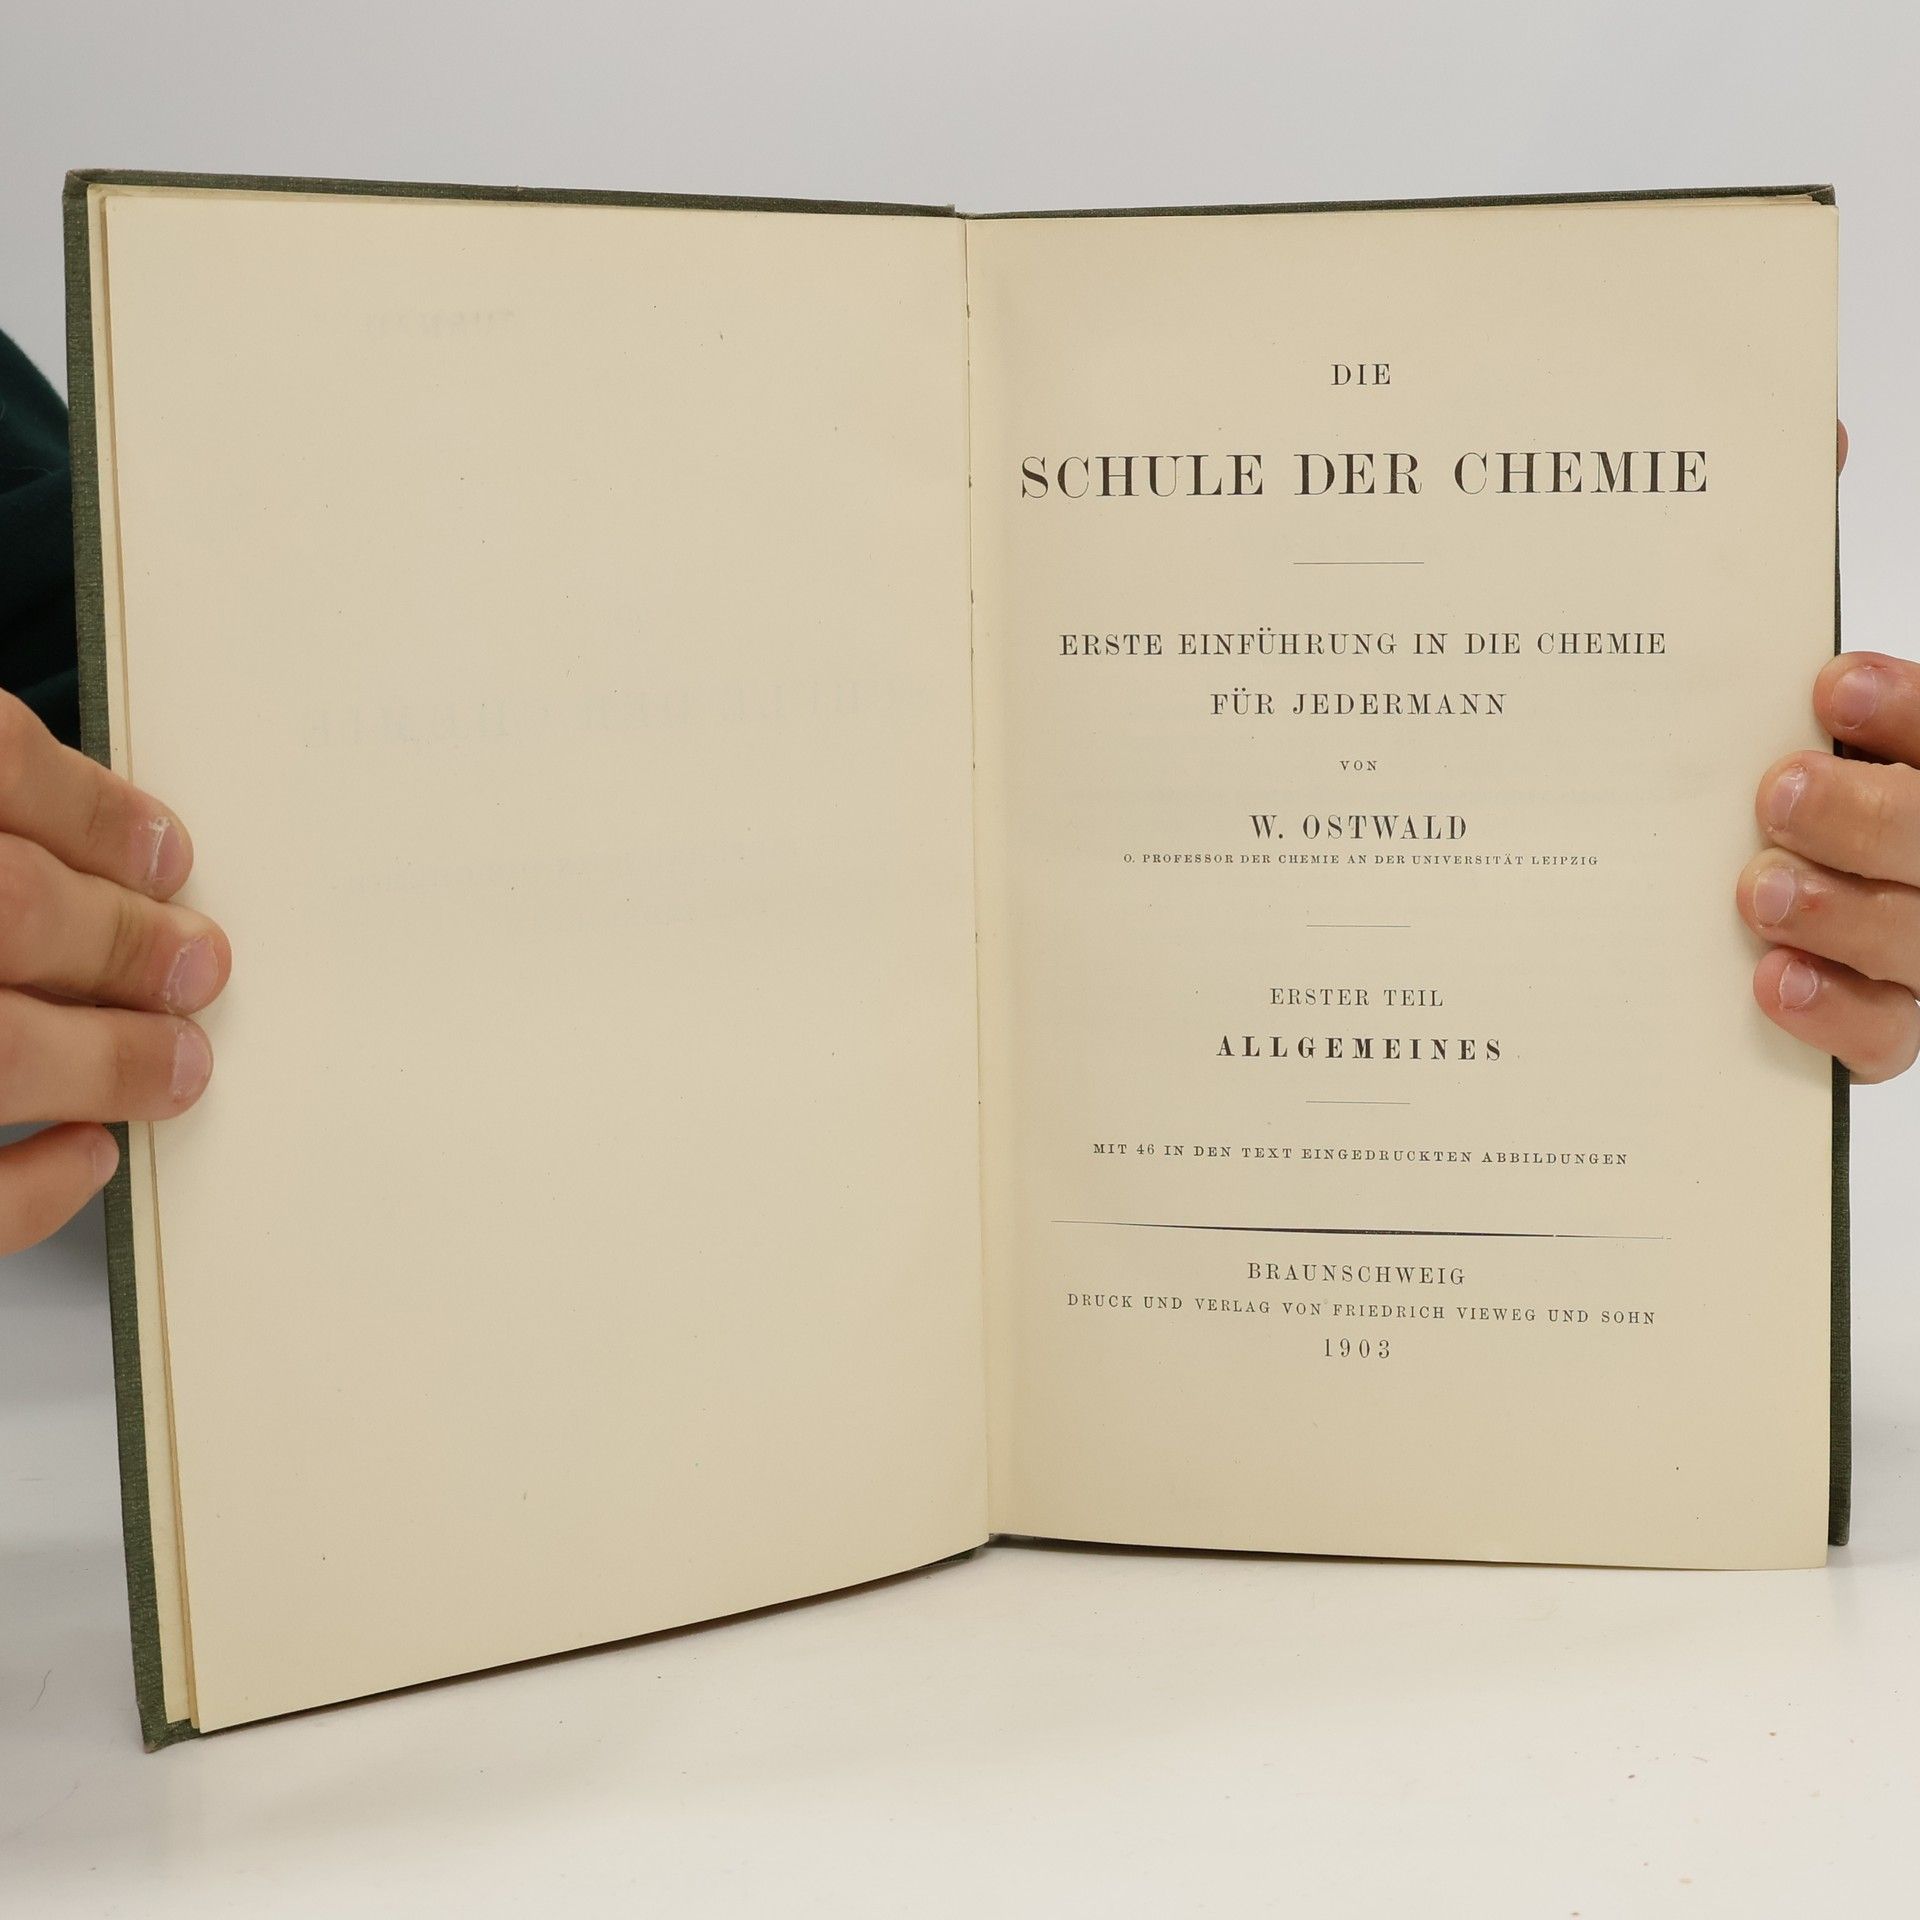 DIE
SCHULE DER CHEMIE
ERSTE EINFÜHRUNG IN DIE CHEMIE
FÜR JEDERMANN
VON
W. OSTWALD
O. PROFESSOR DER CHEMIE AN DER UNIVERSITÄT LEIPZIG
ERSTER TEIL
ALLGEMEINES
MIT 46 IN DEN TEXT EINGEDRUCKTEN ABBILDUNGEN
BRAUNSCHWEIG
DRUCK UND VERLAG VON FRIEDRICH VIEWEG UND SOHN
1903